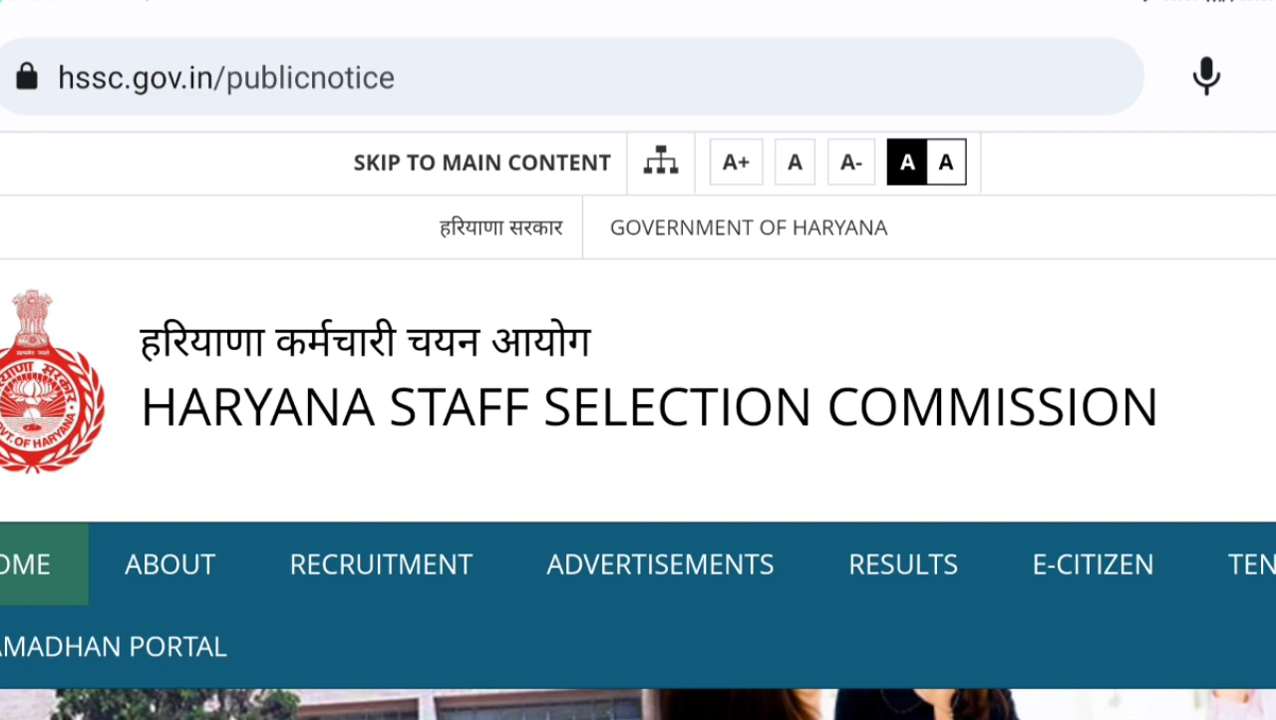 hssc.gov.in/publicnotice
SKIP TO MAIN CONTENT A+ A A- A A
हरियाणा सरकार GOVERNMENT OF HARYANA
हरियाणा कर्मचारी चयन आयोग
HARYANA STAFF SELECTION COMMISSION
OME ABOUT RECRUITMENT ADVERTISEMENTS RESULTS E-CITIZEN TEN
AMADHAN PORTAL